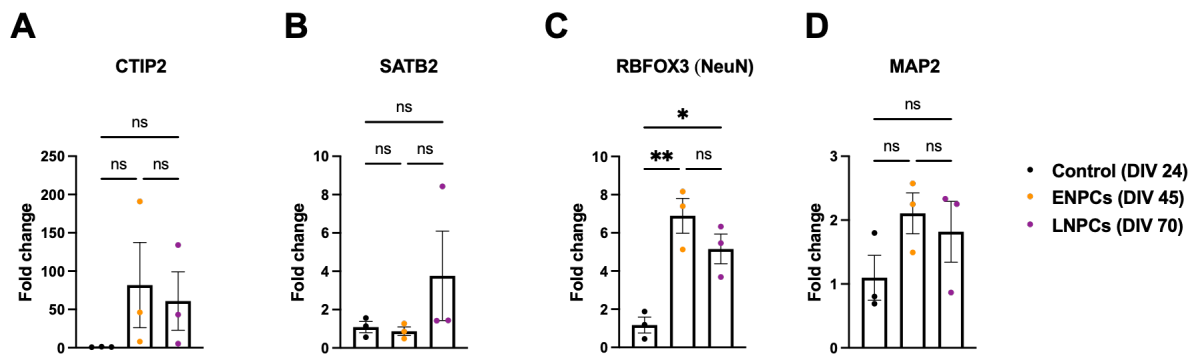 A
B
C
D
CTIP2
SATB2
RBFOX3 (NeuN)
MAP2
ns
ns
ns
250
200
150
100
50
0
Fold change
ns
ns
ns
10
8
6
4
2
0
Fold change
*
**
ns
10
8
6
4
2
0
Fold change
ns
ns
ns
3
2
1
0
Fold change
Control (DIV 24)
ENPCs (DIV 45)
LNPCs (DIV 70)